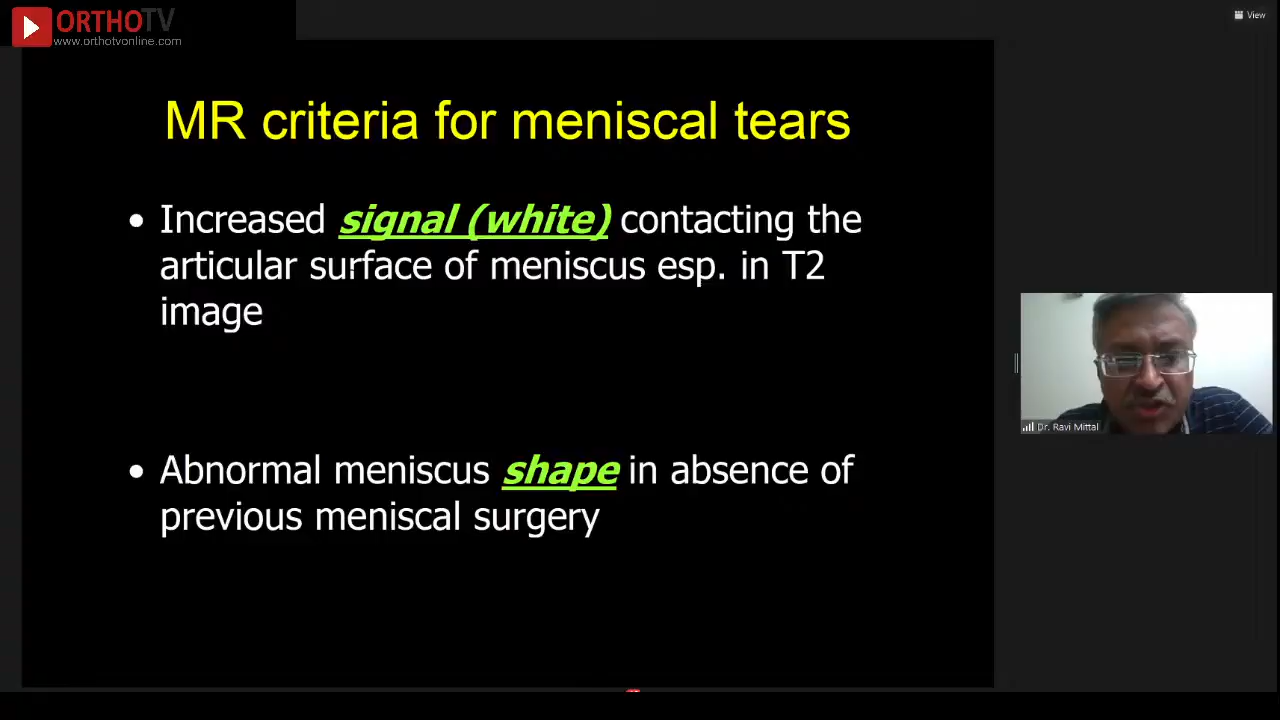 ORTHOTV
www.orthotvonline.com
View
MR criteria for meniscal tears
• Increased signal (white) contacting the
articular surface of meniscus esp. in T2
image
• Abnormal meniscus shape in absence of
previous meniscal surgery
Dr. Ravi Mittal